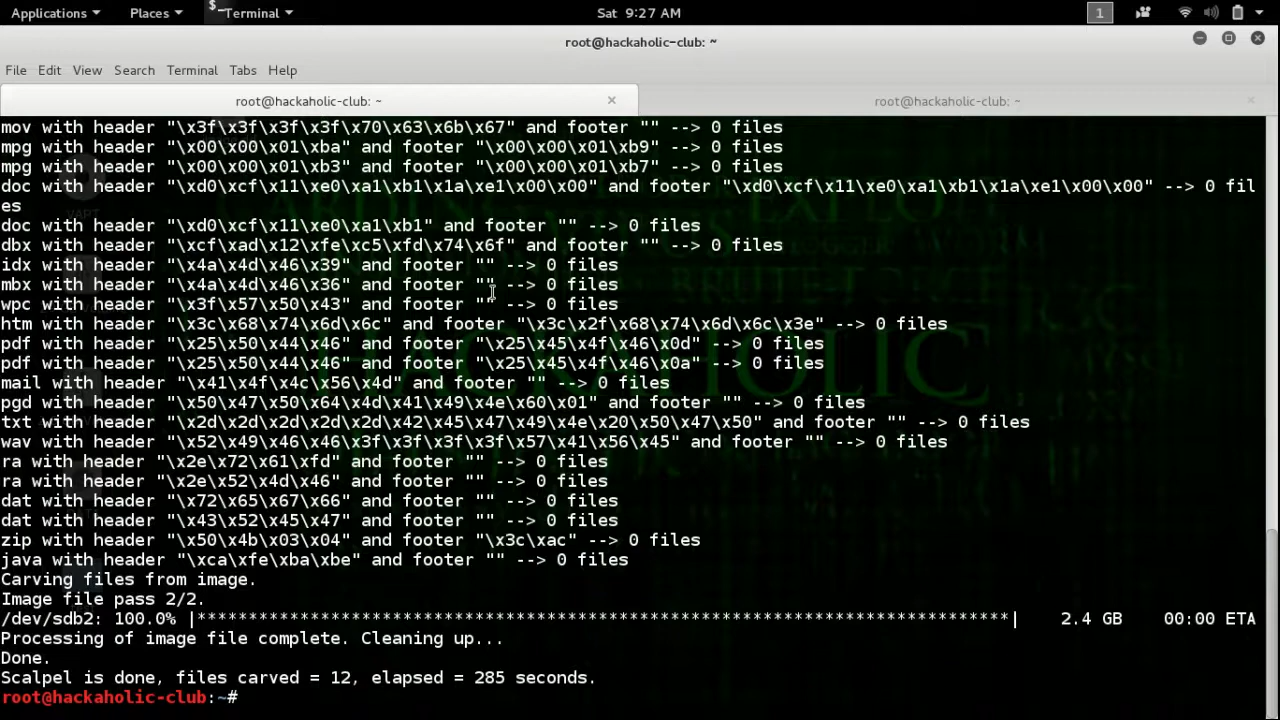 Applications Places Terminal Sat 9:27 AM 1
root@hackaholic-club: ~
File Edit View Search Terminal Tabs Help
root@hackaholic-club: ~ root@hackaholic-club: ~
mov with header "\x3f\x3f\x3f\x3f\x70\x63\x6b\x67" and footer "" --> 0 files
mpg with header "\x00\x00\x01\xba" and footer "\x00\x00\x01\xb9" --> 0 files
mpg with header "\x00\x00\x01\xb3" and footer "\x00\x00\x01\xb7" --> 0 files
doc with header "\xd0\xcf\x11\xe0\xa1\xb1\x1a\xe1\x00\x00" and footer "\xd0\xcf\x11\xe0\xa1\xb1\x1a\xe1\x00\x00" --> 0 fil
es
doc with header "\xd0\xcf\x11\xe0\xa1\xb1" and footer "" --> 0 files
dbx with header "\xcf\xad\x12\xfe\xc5\xfd\x74\x6f" and footer "" --> 0 files
idx with header "\x4a\x4d\x46\x39" and footer "" --> 0 files
mbx with header "\x4a\x4d\x46\x36" and footer "" --> 0 files
wpc with header "\x3f\x57\x50\x43" and footer "" --> 0 files
htm with header "\x3c\x68\x74\x6d\x6c" and footer "\x3c\x2f\x68\x74\x6d\x6c\x3e" --> 0 files
pdf with header "\x25\x50\x44\x46" and footer "\x25\x45\x4f\x46\x0d" --> 0 files
pdf with header "\x25\x50\x44\x46" and footer "\x25\x45\x4f\x46\x0a" --> 0 files
mail with header "\x41\x4f\x4c\x56\x4d" and footer "" --> 0 files
pgd with header "\x50\x47\x50\x64\x4d\x41\x49\x4e\x60\x01" and footer "" --> 0 files
txt with header "\x2d\x2d\x2d\x2d\x2d\x42\x45\x47\x49\x4e\x20\x50\x47\x50" and footer "" --> 0 files
wav with header "\x52\x49\x46\x46\x3f\x3f\x3f\x3f\x57\x41\x56\x45" and footer "" --> 0 files
ra with header "\x2e\x72\x61\xfd" and footer "" --> 0 files
ra with header "\x2e\x52\x4d\x46" and footer "" --> 0 files
dat with header "\x72\x65\x67\x66" and footer "" --> 0 files
dat with header "\x43\x52\x45\x47" and footer "" --> 0 files
zip with header "\x50\x4b\x03\x04" and footer "\x3c\xac" --> 0 files
java with header "\xca\xfe\xba\xbe" and footer "" --> 0 files
Carving files from image.
Image file pass 2/2.
/dev/sdb2: 100.0% |*******************************************************************************| 2.4 GB 00:00 ETA
Processing of image file complete. Cleaning up...
Done.
Scalpel is done, files carved = 12, elapsed = 285 seconds.
root@hackaholic-club:~#
HACKAHOLIC